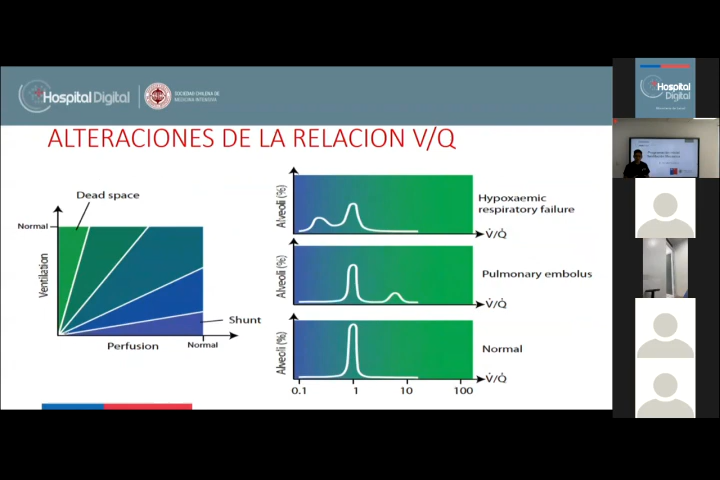 Hospital Digital
SOCIEDAD CHILENA DE
MEDICINA INTENSIVA
ALTERACIONES DE LA RELACION V/Q
Dead space
Normal
Ventilation
Shunt
Perfusion
Normal
Alveoli (%)
Hypoxaemic
respiratory failure
V̇/Q̇
Alveoli (%)
Pulmonary embolus
V̇/Q̇
Alveoli (%)
Normal
V̇/Q̇
0.1 1 10 100
Hospital
Digital